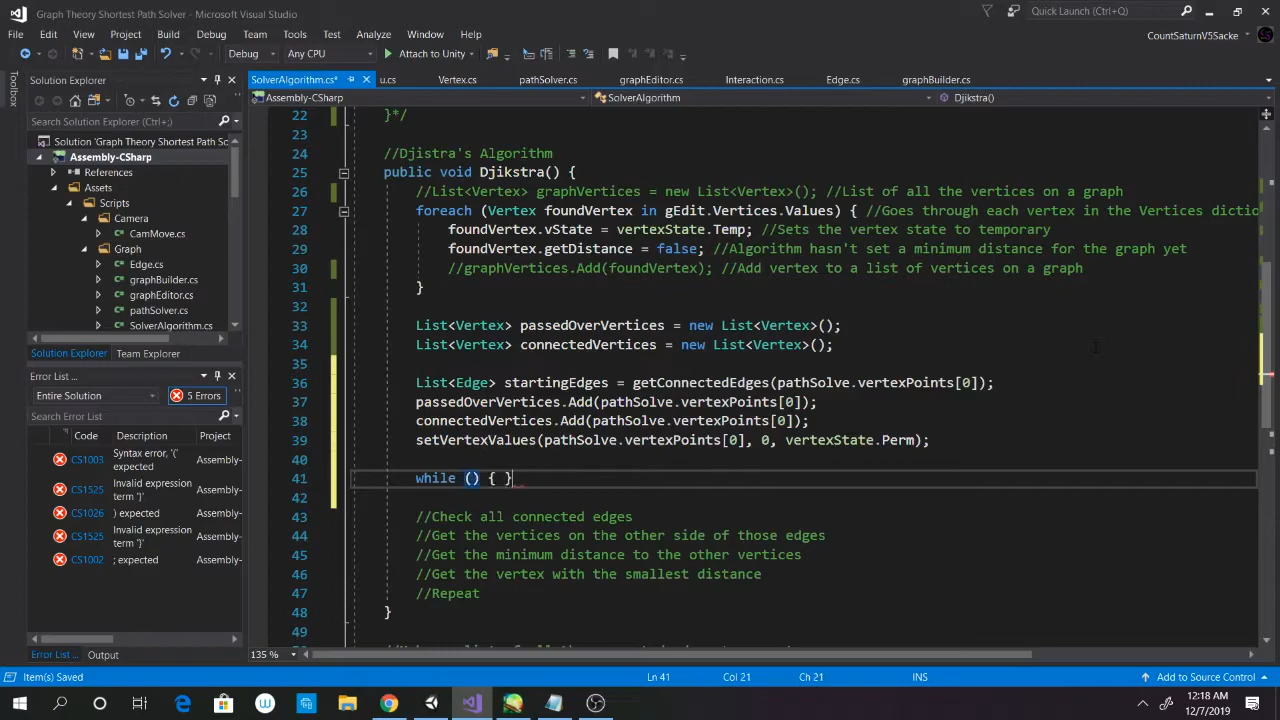 Graph Theory Shortest Path Solver - Microsoft Visual Studio
Quick Launch (Ctrl+Q)
File Edit View Project Build Debug Team Tools Test Analyze Window Help
CountSaturnV5Sacke
Debug Any CPU Attach to Unity
Toolbox
Solution Explorer
Search Solution Explorer (Ctrl+;)
Solution 'Graph Theory Shortest Path Sc
Assembly-CSharp
References
Assets
Scripts
Camera
CamMove.cs
Graph
Edge.cs
graphBuilder.cs
graphEditor.cs
pathSolver.cs
SolverAlgorithm.cs
Solution Explorer Team Explorer
Error List ...
Entire Solution 5 Errors
Search Error List
Code Description Project
CS1003 Syntax error, '(' expected Assembly-
CS1525 Invalid expression term '}' Assembly-
CS1026 ) expected Assembly-
CS1525 Invalid expression term '}' Assembly-
CS1002 ; expected Assembly-
Error List ... Output
SolverAlgorithm.cs* u.cs Vertex.cs pathSolver.cs graphEditor.cs Interaction.cs Edge.cs graphBuilder.cs
Assembly-CSharp SolverAlgorithm Djikstra()
22 }*/
23
24 //Djistra's Algorithm
25 public void Djikstra() {
26 //List<Vertex> graphVertices = new List<Vertex>(); //List of all the vertices on a graph
27 foreach (Vertex foundVertex in gEdit.Vertices.Values) { //Goes through each vertex in the Vertices dictio
28 foundVertex.vState = vertexState.Temp; //Sets the vertex state to temporary
29 foundVertex.getDistance = false; //Algorithm hasn't set a minimum distance for the graph yet
30 //graphVertices.Add(foundVertex); //Add vertex to a list of vertices on a graph
31 }
32
33 List<Vertex> passedOverVertices = new List<Vertex>();
34 List<Vertex> connectedVertices = new List<Vertex>();
35
36 List<Edge> startingEdges = getConnectedEdges(pathSolve.vertexPoints[0]);
37 passedOverVertices.Add(pathSolve.vertexPoints[0]);
38 connectedVertices.Add(pathSolve.vertexPoints[0]);
39 setVertexValues(pathSolve.vertexPoints[0], 0, vertexState.Perm);
40
41 while () { }
42
43 //Check all connected edges
44 //Get the vertices on the other side of those edges
45 //Get the minimum distance to the other vertices
46 //Get the vertex with the smallest distance
47 //Repeat
48 }
49
135 %
Item(s) Saved Ln 41 Col 21 Ch 21 INS Add to Source Control
12:18 AM
12/7/2019